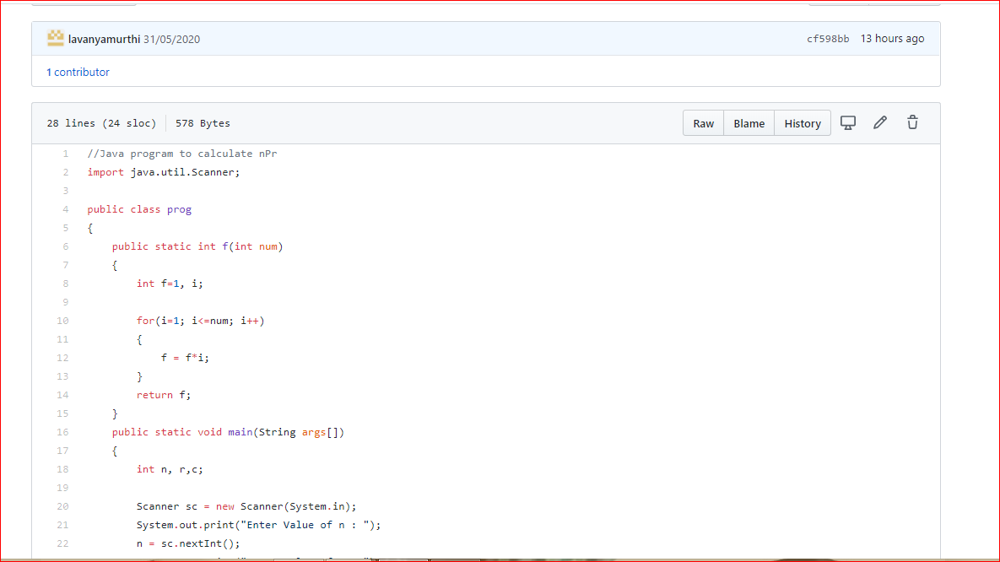 lavanyamurthi 31/05/2020 cf598bb 13 hours ago
1 contributor
28 lines (24 sloc) 578 Bytes Raw Blame History
1 //Java program to calculate nPr
2 import java.util.Scanner;
3
4 public class prog
5 {
6 public static int f(int num)
7 {
8 int f=1, i;
9
10 for(i=1; i<=num; i++)
11 {
12 f = f*i;
13 }
14 return f;
15 }
16 public static void main(String args[])
17 {
18 int n, r,c;
19
20 Scanner sc = new Scanner(System.in);
21 System.out.print("Enter Value of n : ");
22 n = sc.nextInt();